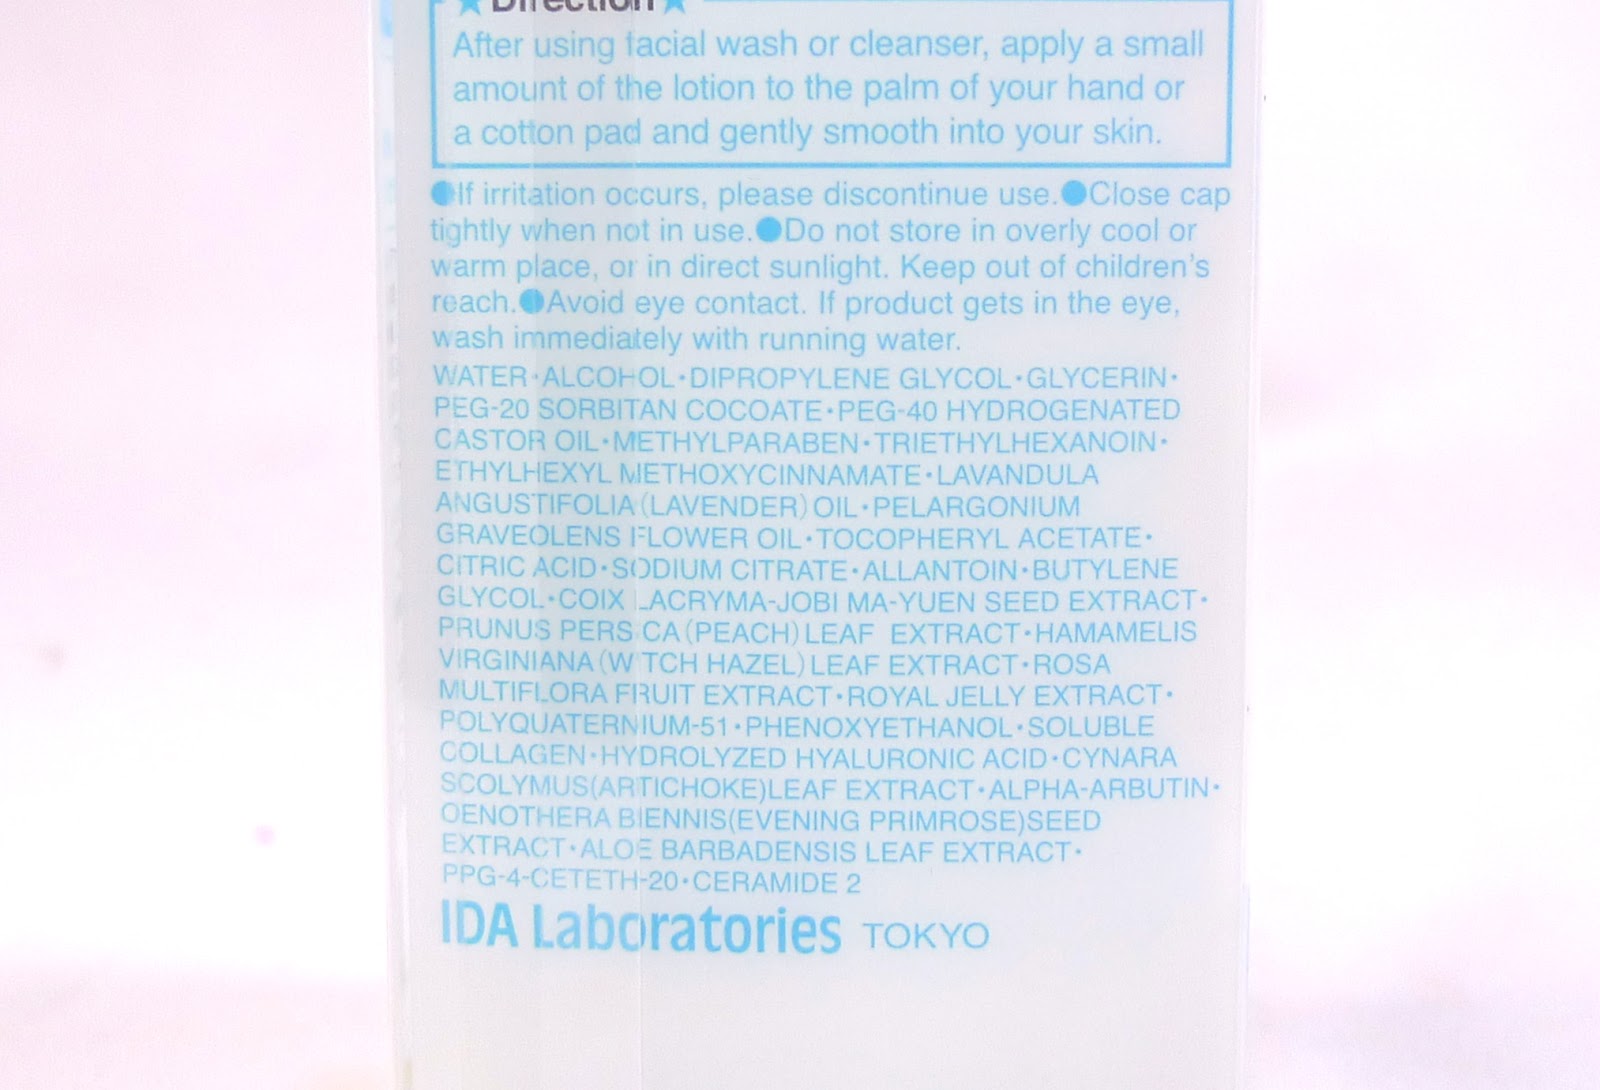 ★Direction★
After using facial wash or cleanser, apply a small
amount of the lotion to the palm of your hand or
a cotton pad and gently smooth into your skin.
●If irritation occurs, please discontinue use.●Close cap
tightly when not in use.●Do not store in overly cool or
warm place, or in direct sunlight. Keep out of children's
reach.●Avoid eye contact. If product gets in the eye,
wash immediately with running water.
WATER・ALCOHOL・DIPROPYLENE GLYCOL・GLYCERIN・
PEG-20 SORBITAN COCOATE・PEG-40 HYDROGENATED
CASTOR OIL・METHYLPARABEN・TRIETHYLHEXANOIN・
ETHYLHEXYL METHOXYCINNAMATE・LAVANDULA
ANGUSTIFOLIA(LAVENDER)OIL・PELARGONIUM
GRAVEOLENS FLOWER OIL・TOCOPHERYL ACETATE・
CITRIC ACID・SODIUM CITRATE・ALLANTOIN・BUTYLENE
GLYCOL・COIX LACRYMA-JOBI MA-YUEN SEED EXTRACT・
PRUNUS PERSICA(PEACH)LEAF EXTRACT・HAMAMELIS
VIRGINIANA(WITCH HAZEL)LEAF EXTRACT・ROSA
MULTIFLORA FRUIT EXTRACT・ROYAL JELLY EXTRACT・
POLYQUATERNIUM-51・PHENOXYETHANOL・SOLUBLE
COLLAGEN・HYDROLYZED HYALURONIC ACID・CYNARA
SCOLYMUS(ARTICHOKE)LEAF EXTRACT・ALPHA-ARBUTIN・
OENOTHERA BIENNIS(EVENING PRIMROSE)SEED
EXTRACT・ALOE BARBADENSIS LEAF EXTRACT・
PPG-4-CETETH-20・CERAMIDE 2
IDA Laboratories TOKYO